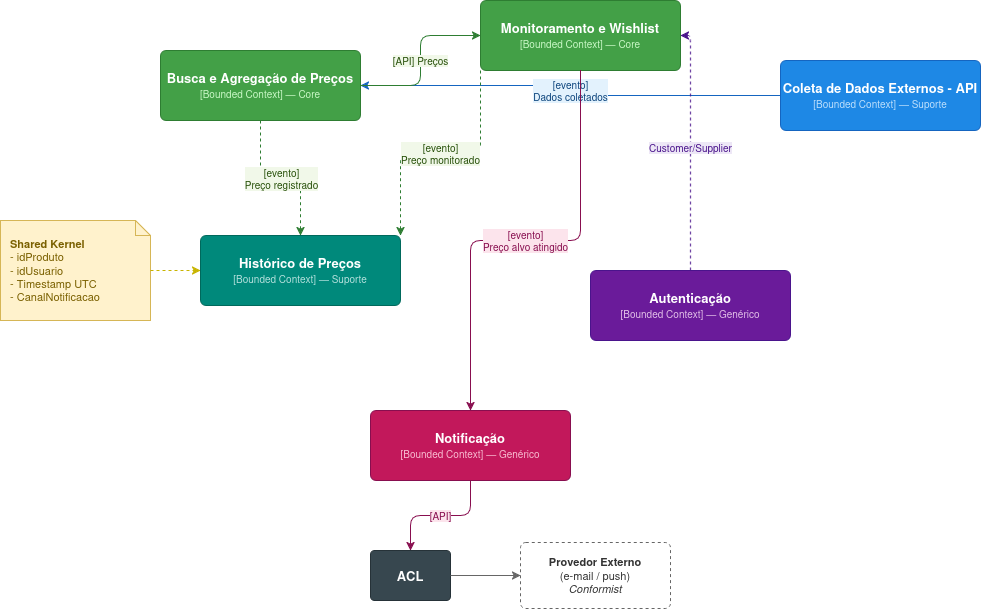 Monitoramento e Wishlist
[Bounded Context] — Core
[API] Preços
Busca e Agregação de Preços
[Bounded Context] — Core
[evento]
Dados coletados
Coleta de Dados Externos - API
[Bounded Context] — Suporte
[evento]
Preço monitorado
Customer/Supplier
[evento]
Preço registrado
Shared Kernel
- idProduto
- idUsuario
- Timestamp UTC
- CanalNotificacao
Histórico de Preços
[Bounded Context] — Suporte
[evento]
Preço alvo atingido
Autenticação
[Bounded Context] — Genérico
Notificação
[Bounded Context] — Genérico
[API]
ACL
Provedor Externo
(e-mail / push)
Conformist